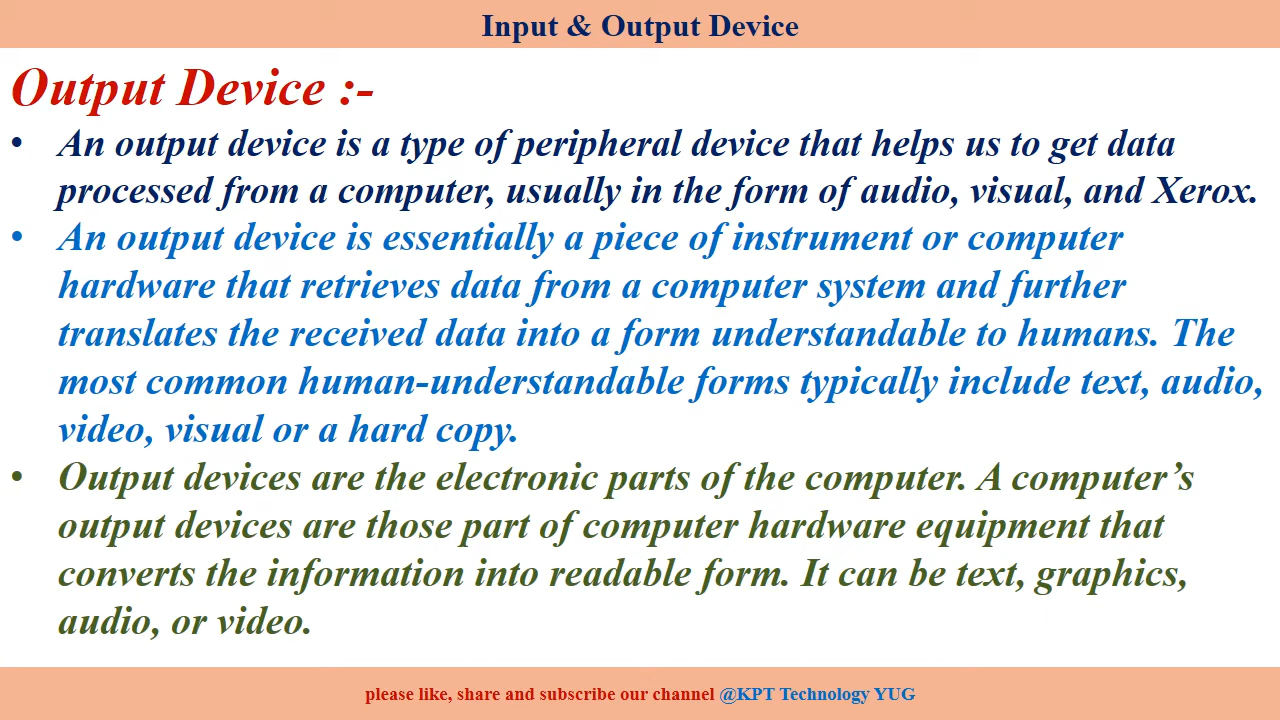 Input & Output Device
Output Device :-
• An output device is a type of peripheral device that helps us to get data
processed from a computer, usually in the form of audio, visual, and Xerox.
• An output device is essentially a piece of instrument or computer
hardware that retrieves data from a computer system and further
translates the received data into a form understandable to humans. The
most common human-understandable forms typically include text, audio,
video, visual or a hard copy.
• Output devices are the electronic parts of the computer. A computer’s
output devices are those part of computer hardware equipment that
converts the information into readable form. It can be text, graphics,
audio, or video.
please like, share and subscribe our channel @KPT Technology YUG